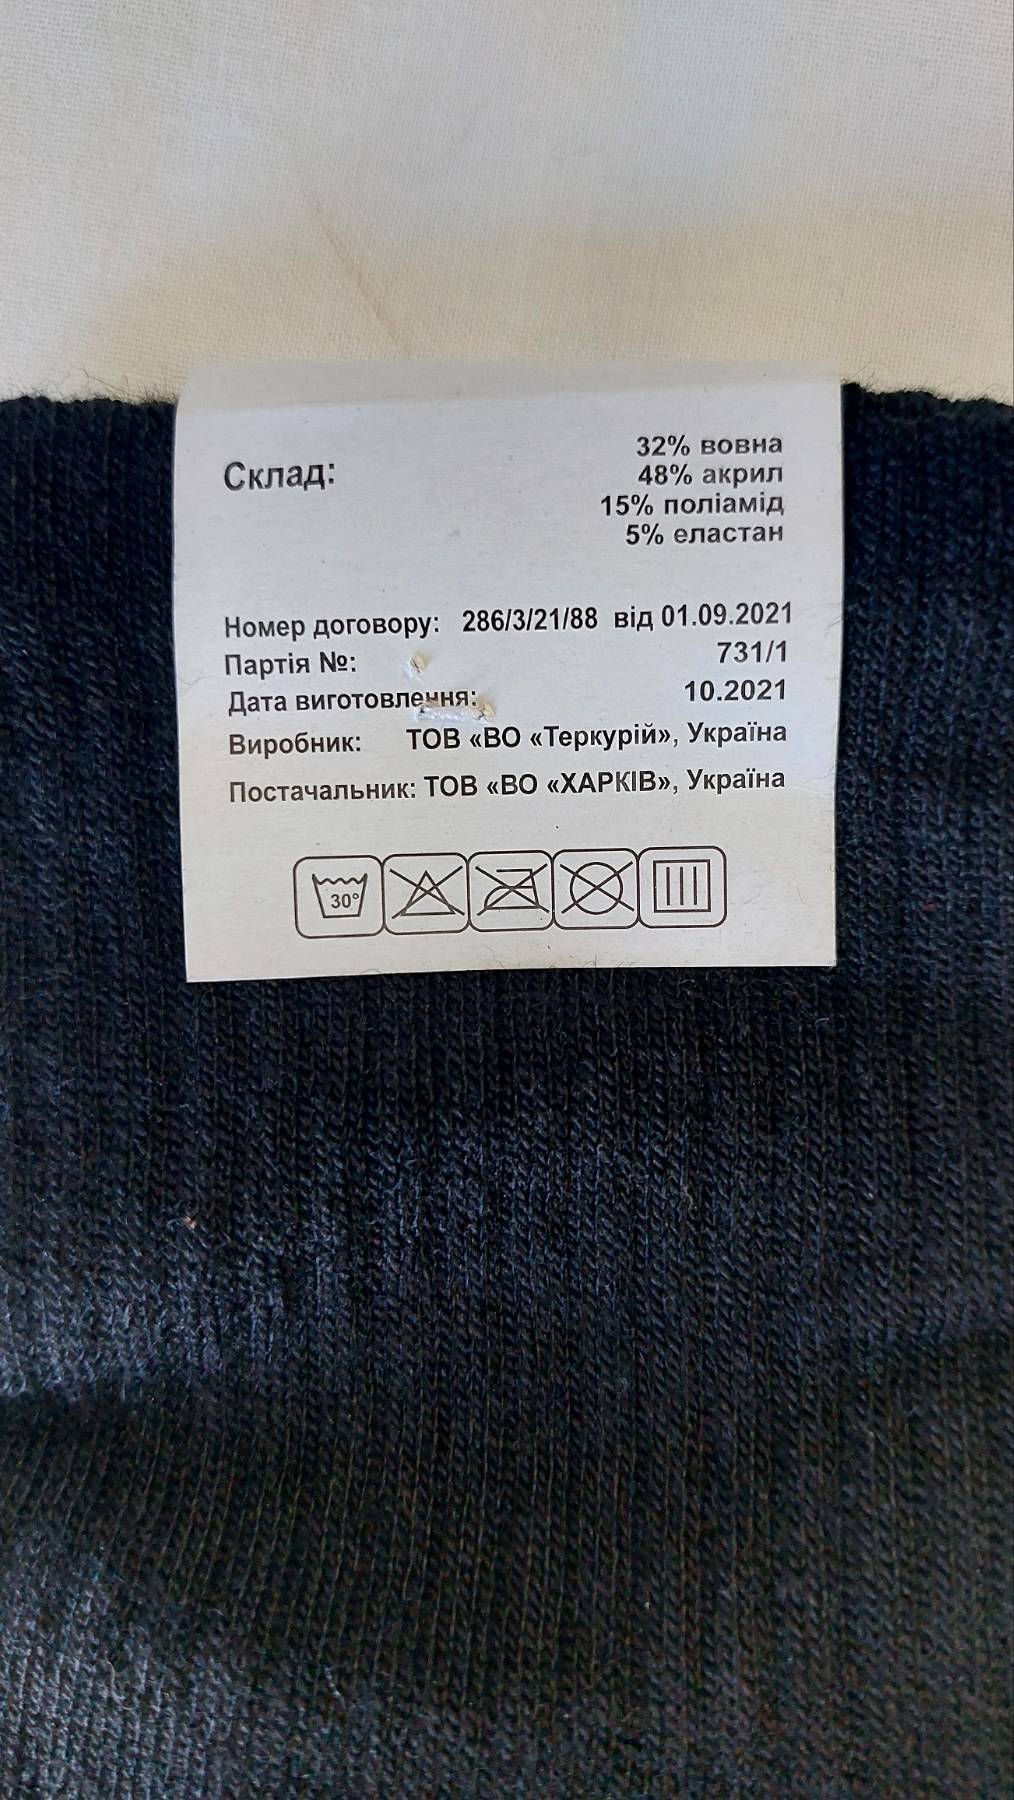 Склад:
32% вовна
48% акрил
15% поліамід
5% еластан
Номер договору: 286/3/21/88 від 01.09.2021
Партія №: 731/1
Дата виготовлення: 10.2021
Виробник: ТОВ «ВО «Теркурій», Україна
Постачальник: ТОВ «ВО «ХАРКІВ», Україна
30°